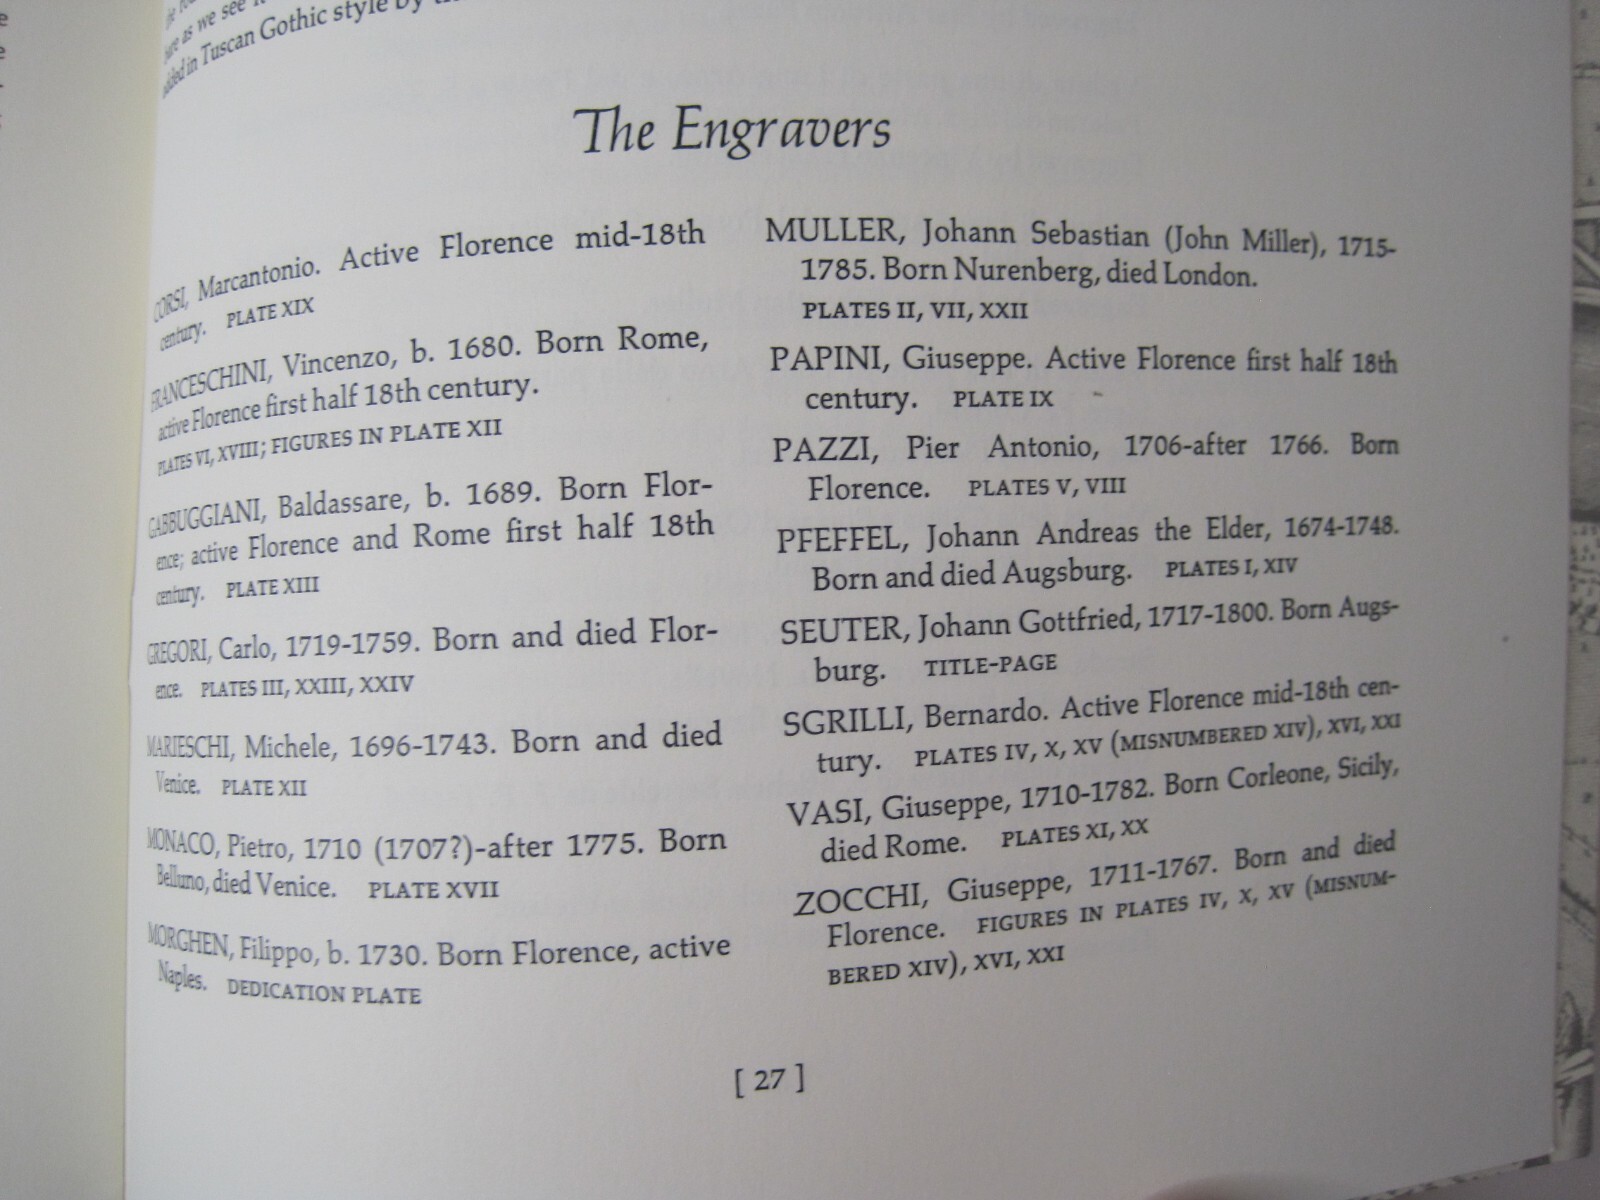 as we see
in Tuscan Gothic style by
The Engravers
CORSI, Marcantonio. Active Florence mid-18th
century. PLATE XIX
FRANCESCHINI, Vincenzo, b. 1680. Born Rome,
active Florence first half 18th century.
PLATES VI, XVIII; FIGURES IN PLATE XII
GABBUGGIANI, Baldassare, b. 1689. Born Flor-
ence; active Florence and Rome first half 18th
century. PLATE XIII
GREGORI, Carlo, 1719-1759. Born and died Flor-
ence. PLATES III, XXIII, XXIV
MARIESCHI, Michele, 1696-1743. Born and died
Venice. PLATE XII
MONACO, Pietro, 1710 (1707?)-after 1775. Born
Belluno, died Venice. PLATE XVII
MORGHEN, Filippo, b. 1730. Born Florence, active
Naples. DEDICATION PLATE
MULLER, Johann Sebastian (John Miller), 1715-
1785. Born Nurenberg, died London.
PLATES II, VII, XXII
PAPINI, Giuseppe. Active Florence first half 18th
century. PLATE IX
PAZZI, Pier Antonio, 1706-after 1766. Born
Florence. PLATES V, VIII
PFEFFEL, Johann Andreas the Elder, 1674-1748.
Born and died Augsburg. PLATES I, XIV
SEUTER, Johann Gottfried, 1717-1800. Born Augs-
burg. TITLE-PAGE
SGRILLI, Bernardo. Active Florence mid-18th cen-
tury. PLATES IV, X, XV (MISNUMBERED XIV), XVI, XXI
VASI, Giuseppe, 1710-1782. Born Corleone, Sicily,
died Rome. PLATES XI, XX
ZOCCHI, Giuseppe, 1711-1767. Born and died
Florence. FIGURES IN PLATES IV, X, XV (MISNUM-
BERED XIV), XVI, XXI
[ 27 ]